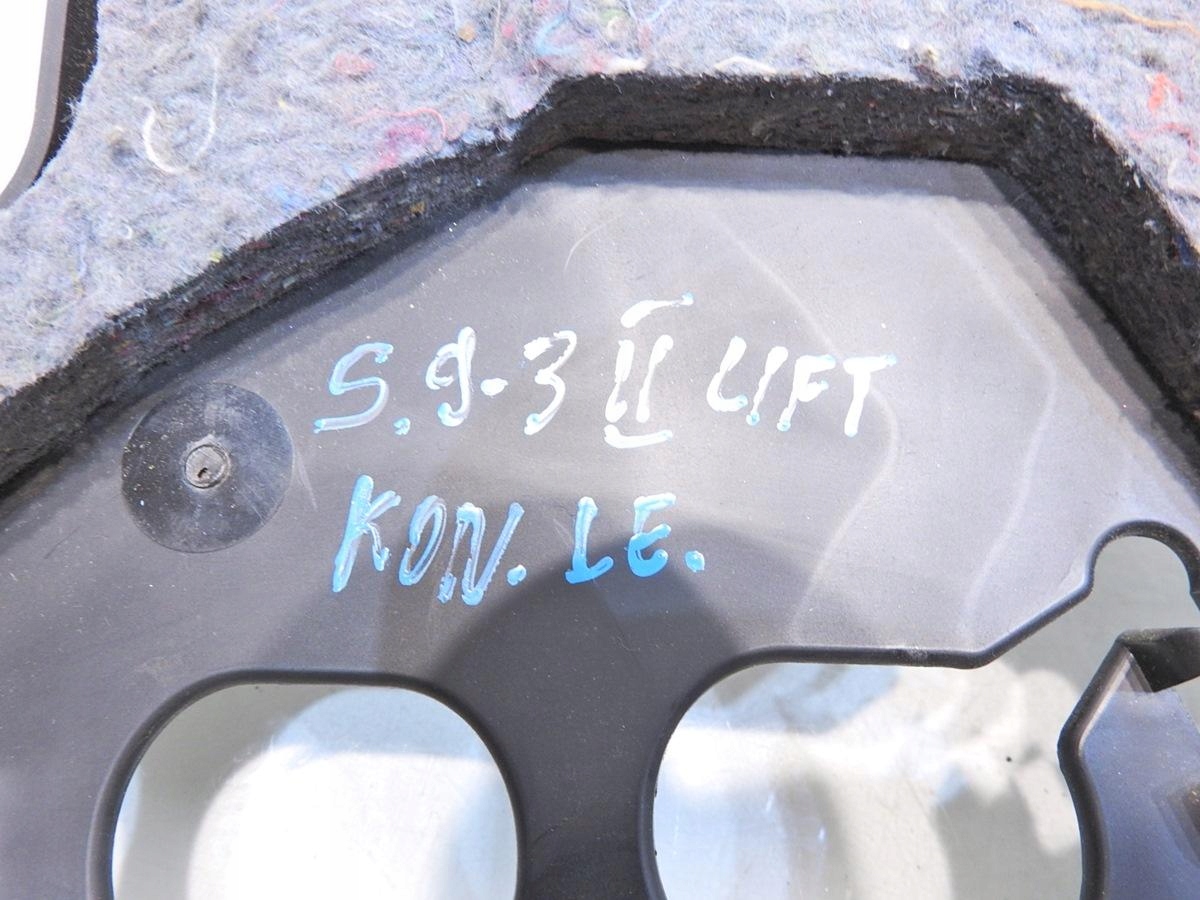 S.9-3 II LIFT
KON. LE.